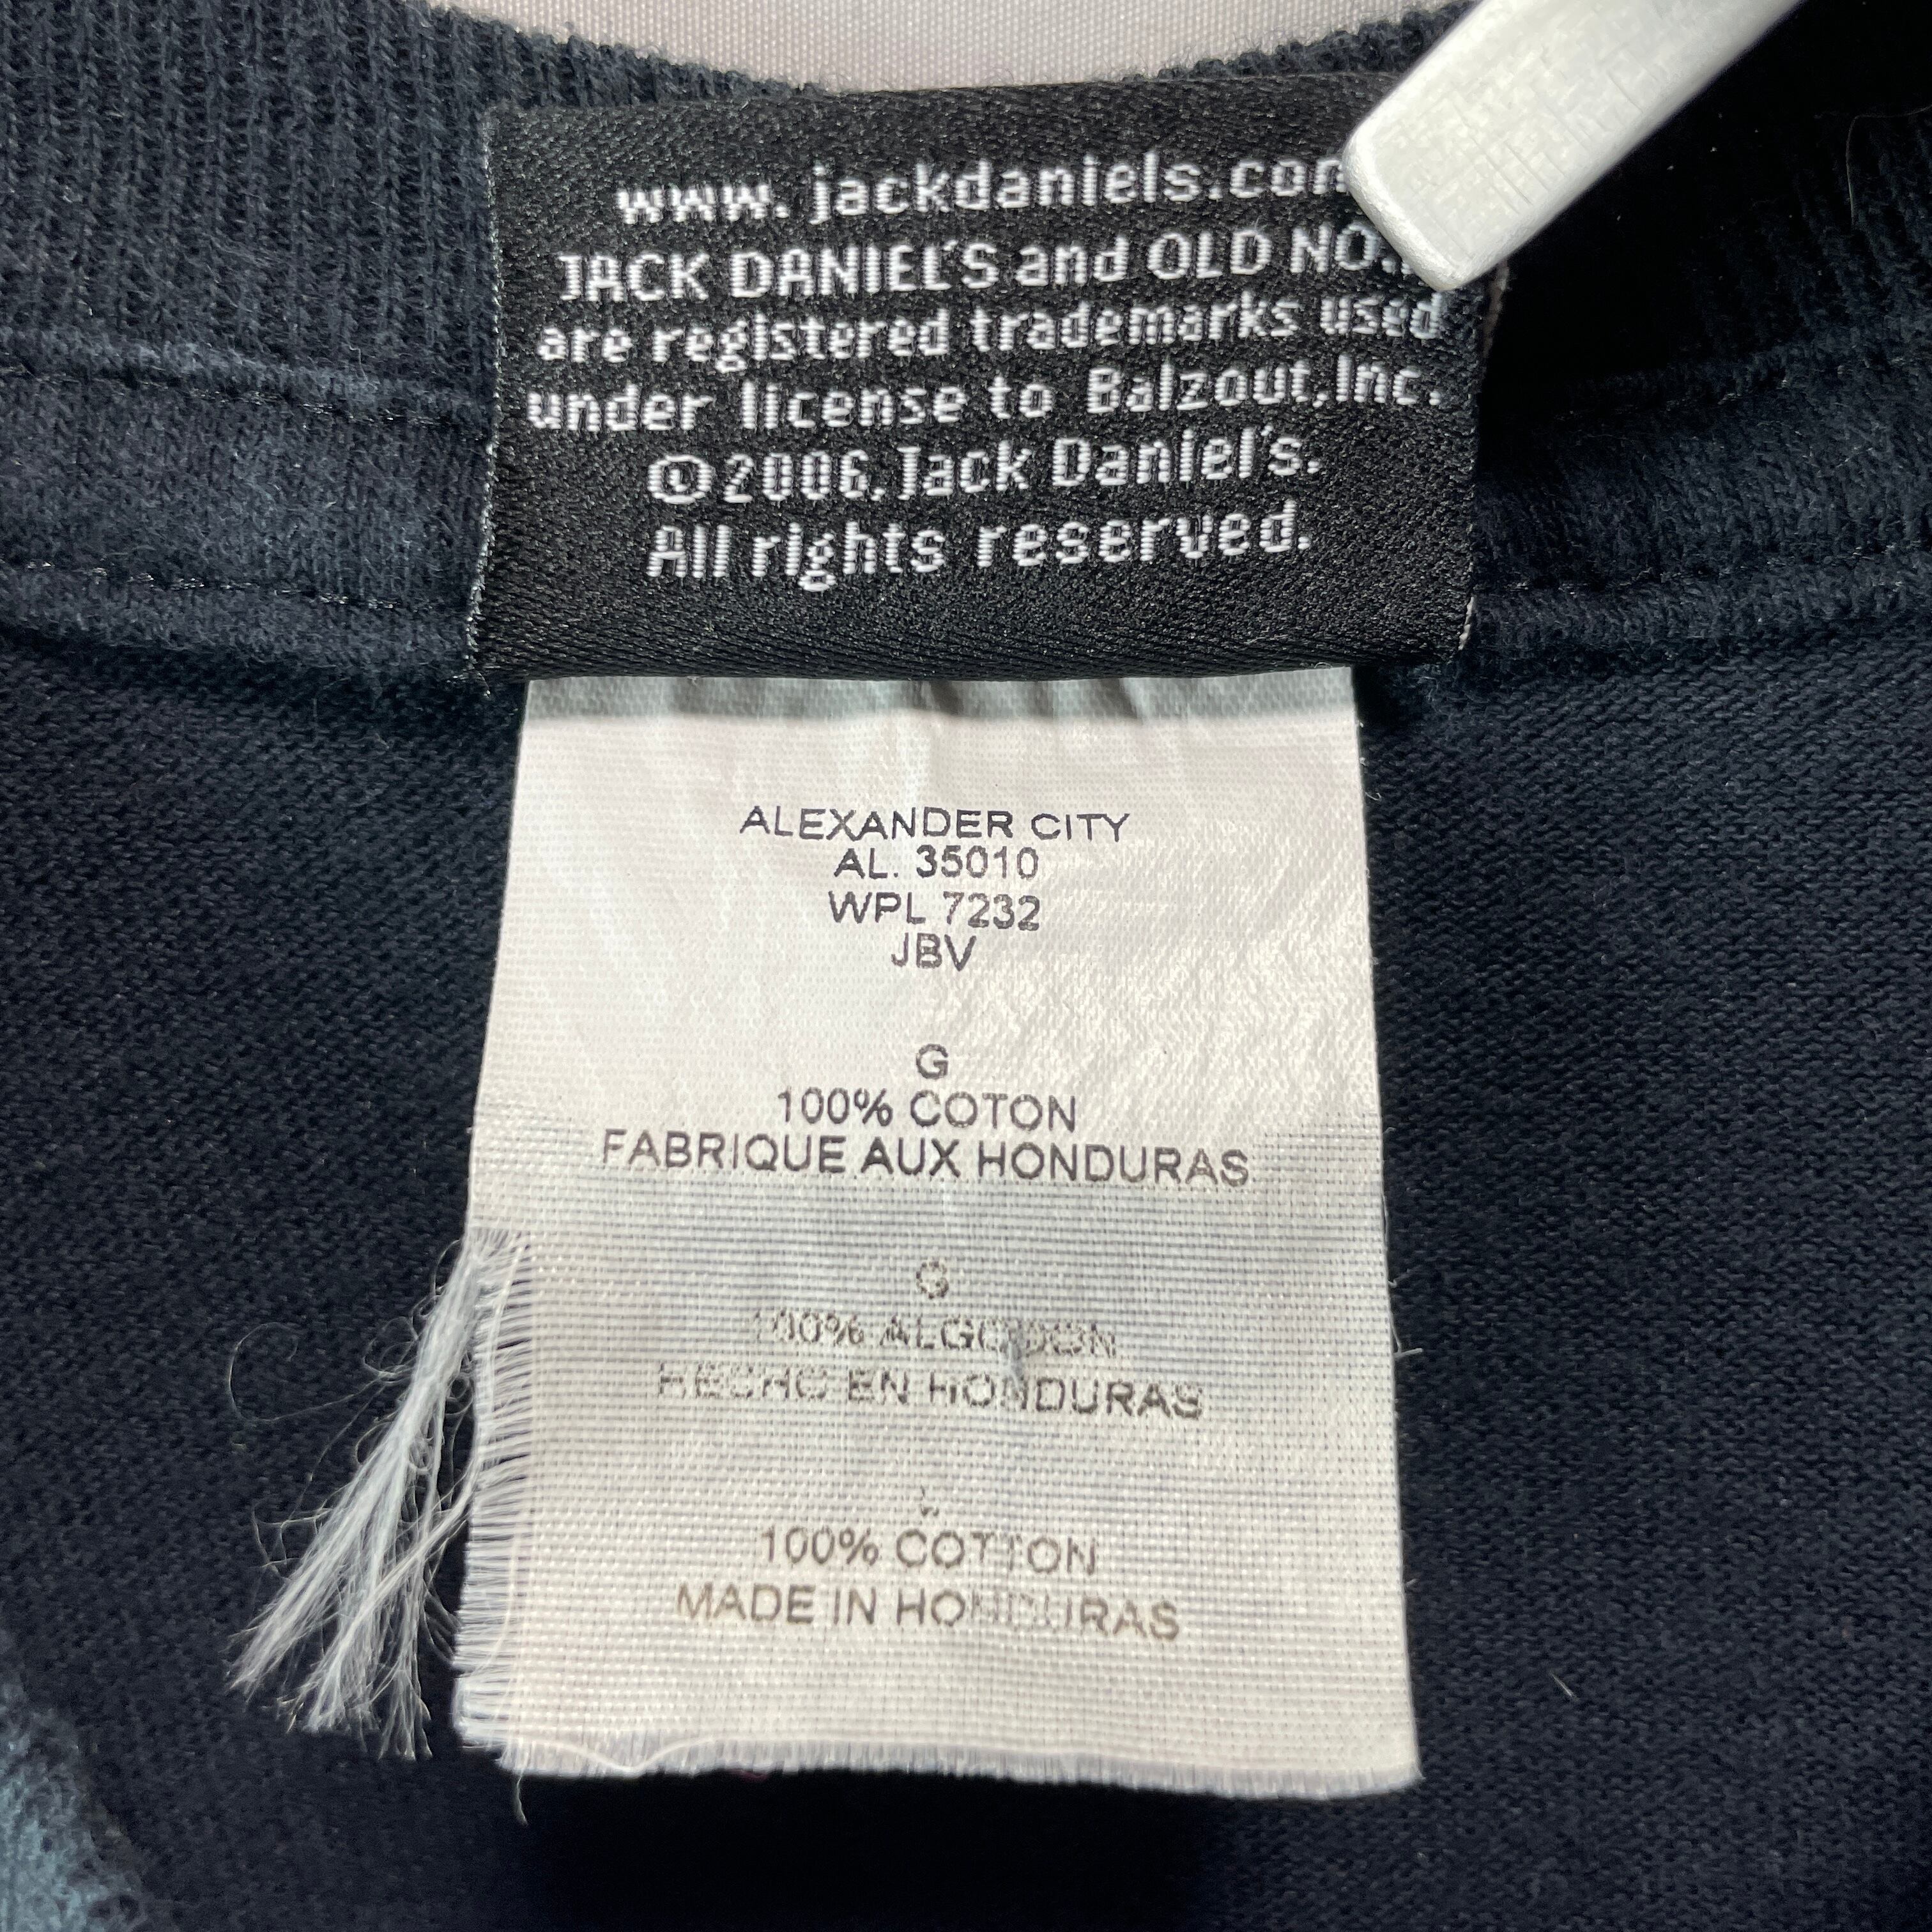 www.jackdaniels.com
JACK DANIEL'S and OLD NO.
are registered trademarks used
under license to Balzout,Inc.
©2006.Jack Daniel's.
All rights reserved.
ALEXANDER CITY
AL. 35010
WPL 7232
JBV
G
100% COTON
FABRIQUE AUX HONDURAS
G
100% ALGODON
HECHO EN HONDURAS
L
100% COTTON
MADE IN HONDURAS